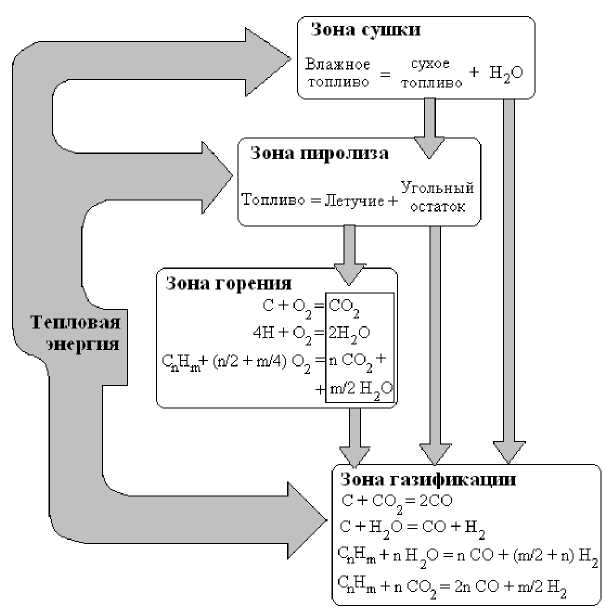 Зона сушки
Влажное топливо = сухое топливо + H₂O
Зона пиролиза
Топливо = Летучие + Угольный остаток
Зона горения
C + O₂ = CO₂
4H + O₂ = 2H₂O
CₙHₘ + (n/2 + m/4) O₂ = n CO₂ +
+ m/2 H₂O
Тепловая
энергия
Зона газификации
C + CO₂ = 2CO
C + H₂O = CO + H₂
CₙHₘ + n H₂O = n CO + (m/2 + n) H₂
CₙHₘ + n CO₂ = 2n CO + m/2 H₂